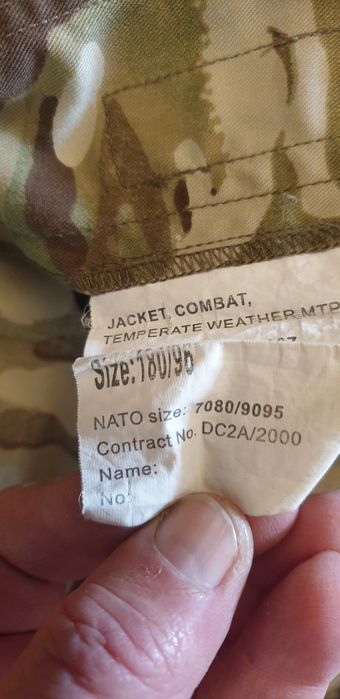 JACKET, COMBAT,
TEMPERATE WEATHER MTP
Size:180/96
NATO size: 7080/9095
Contract No. DC2A/2000
Name:
No: